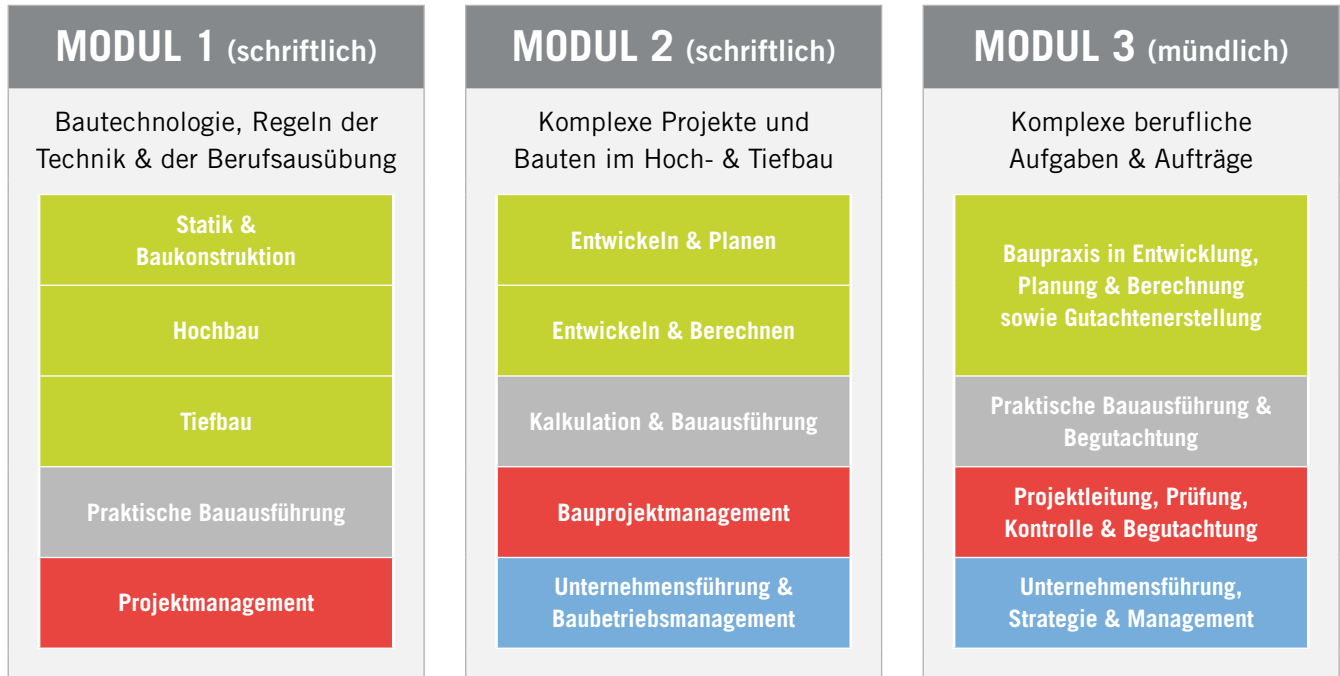 MODUL 1 (schriftlich)
Bautechnologie, Regeln der
Technik & der Berufsausübung
Statik &
Baukonstruktion
Hochbau
Tiefbau
Praktische Bauausführung
Projektmanagement
MODUL 2 (schriftlich)
Komplexe Projekte und
Bauten im Hoch- & Tiefbau
Entwickeln & Planen
Entwickeln & Berechnen
Kalkulation & Bauausführung
Bauprojektmanagement
Unternehmensführung &
Baubetriebsmanagement
MODUL 3 (mündlich)
Komplexe berufliche
Aufgaben & Aufträge
Baupraxis in Entwicklung,
Planung & Berechnung
sowie Gutachtenerstellung
Praktische Bauausführung &
Begutachtung
Projektleitung, Prüfung,
Kontrolle & Begutachtung
Unternehmensführung,
Strategie & Management